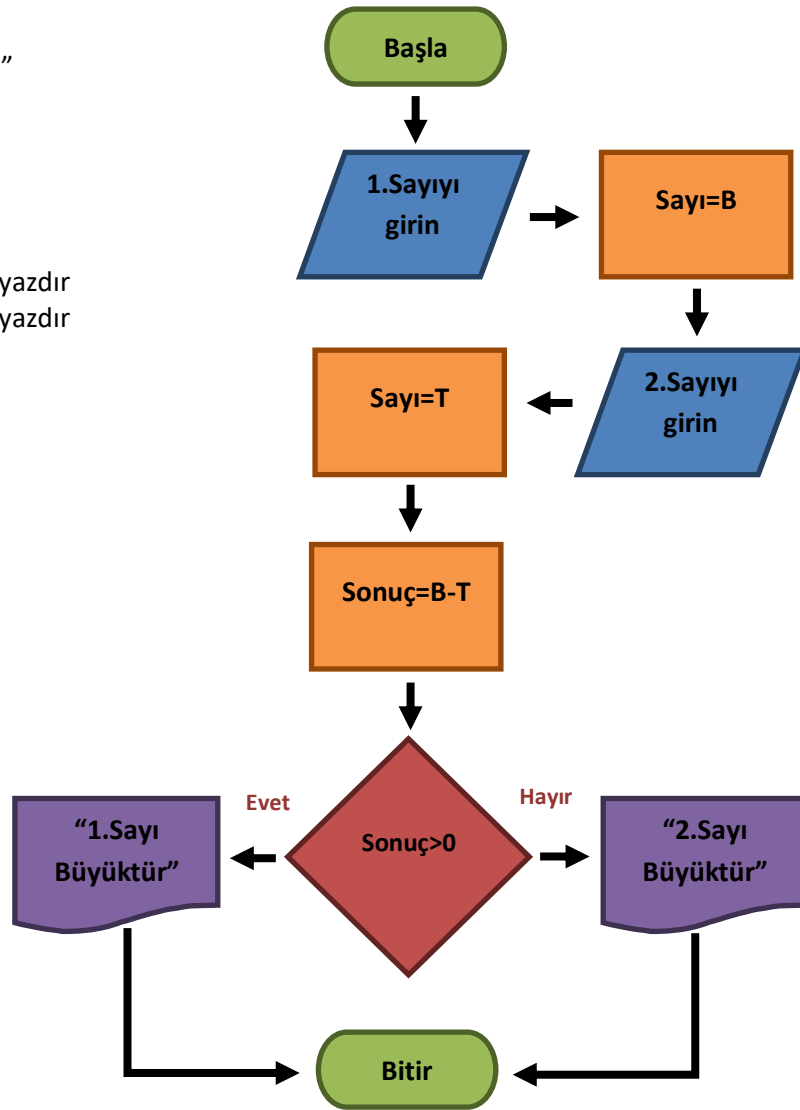 ”
yazdır
yazdır
Başla
1.Sayıyı
girin
Sayı=B
2.Sayıyı
girin
Sayı=T
Sonuç=B-T
Sonuç>0
Evet
Hayır
“1.Sayı
Büyüktür”
“2.Sayı
Büyüktür”
Bitir